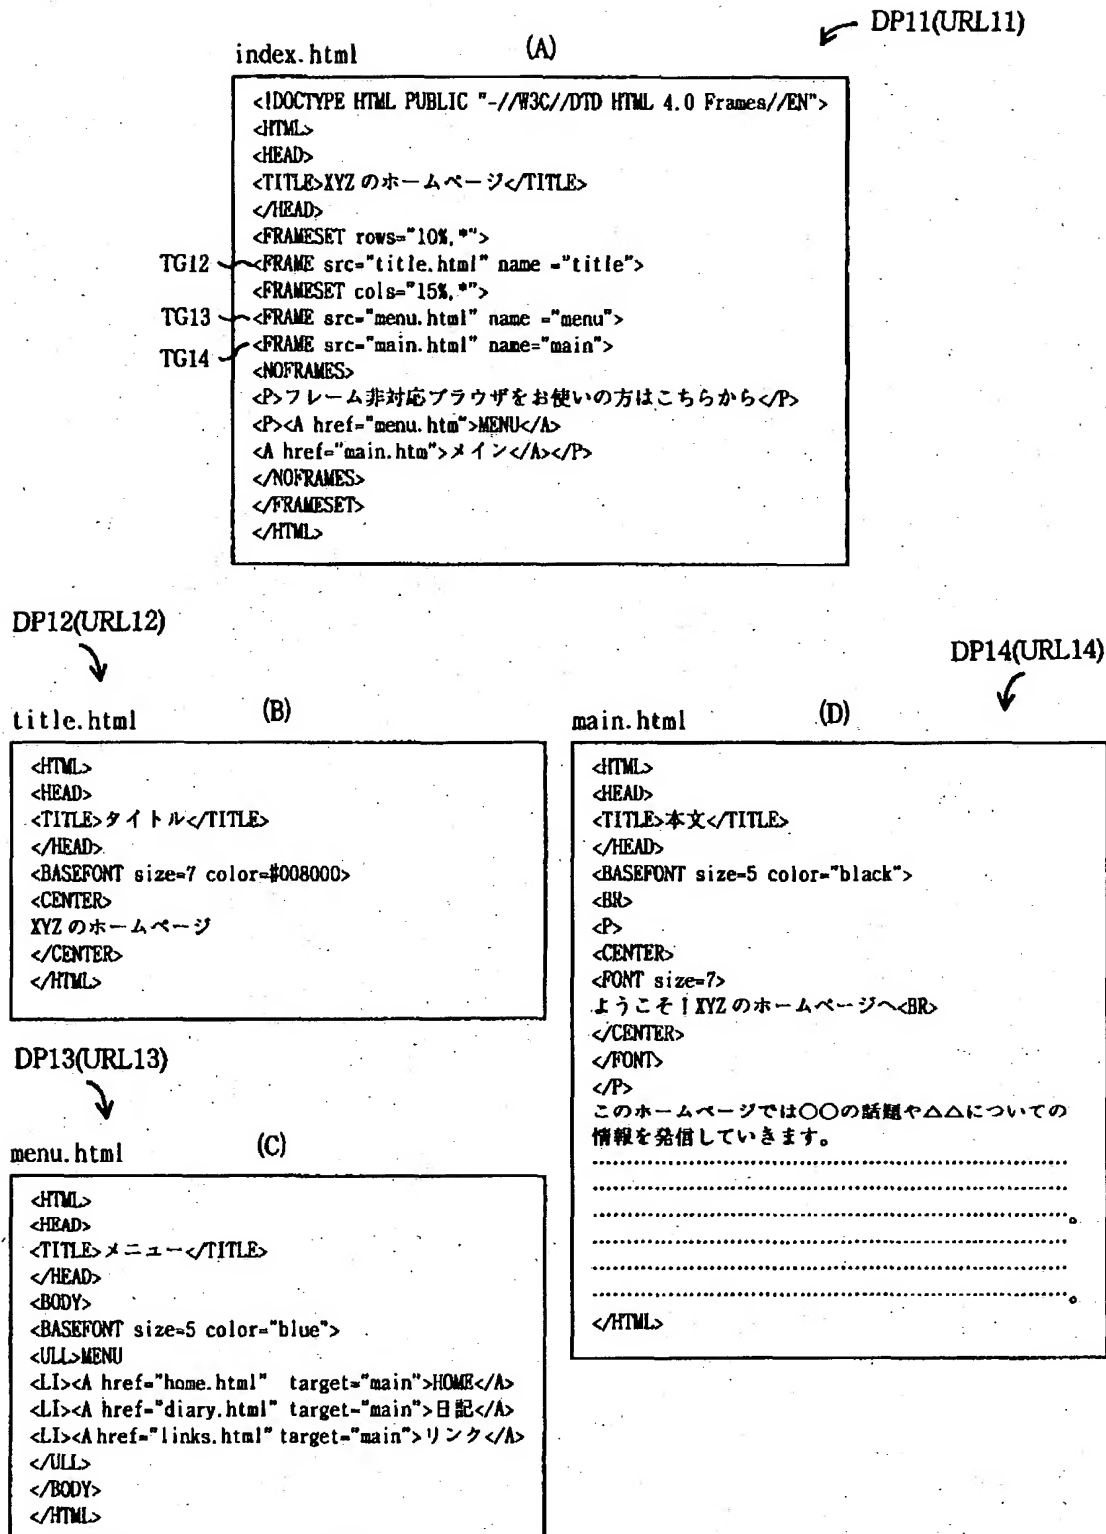 DP11(URL11)
index.html (A)
<!DOCTYPE HTML PUBLIC "-//W3C//DTD HTML 4.0 Frames//EN">
<HTML>
<HEAD>
<TITLE>XYZ のホームページ</TITLE>
</HEAD>
<FRAMESET rows="10%,*">
TG12 <FRAME src="title.html" name ="title">
<FRAMESET cols="15%,*">
TG13 <FRAME src="menu.html" name ="menu">
TG14 <FRAME src="main.html" name="main">
<NOFRAMES>
<P>フレーム非対応ブラウザをお使いの方はこちらから</P>
<P><A href="menu.htm">MENU</A>
<A href="main.htm">メイン</A></P>
</NOFRAMES>
</FRAMESET>
</HTML>
DP12(URL12)
title.html (B)
<HTML>
<HEAD>
<TITLE>タイトル</TITLE>
</HEAD>
<BASEFONT size=7 color=#008000>
<CENTER>
XYZ のホームページ
</CENTER>
</HTML>
DP13(URL13)
menu.html (C)
<HTML>
<HEAD>
<TITLE>メニュー</TITLE>
</HEAD>
<BODY>
<BASEFONT size=5 color="blue">
<ULL>MENU
<LI><A href="home.html" target="main">HOME</A>
<LI><A href="diary.html" target="main">日記</A>
<LI><A href="links.html" target="main">リンク</A>
</ULL>
</BODY>
</HTML>
DP14(URL14)
main.html (D)
<HTML>
<HEAD>
<TITLE>本文</TITLE>
</HEAD>
<BASEFONT size=5 color="black">
<BR>
<P>
<CENTER>
<FONT size=7>
ようこそ！XYZ のホームページへ<BR>
</CENTER>
</FONT>
</P>
このホームページでは○○の話題や△△についての
情報を発信していきます。
………………………………………………
………………………………………………
………………………………………………。
………………………………………………
………………………………………………
………………………………………………。
</HTML>